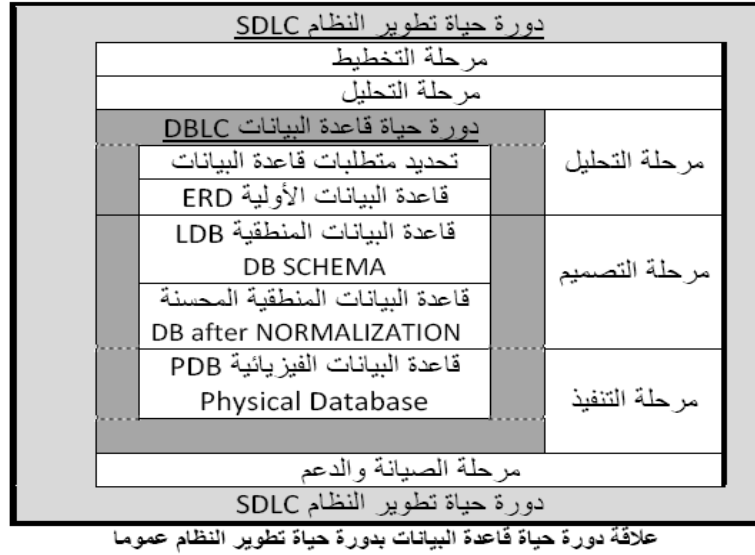 دورة حياة تطوير النظام SDLC
مرحلة التخطيط
مرحلة التحليل
دورة حياة قاعدة البيانات DBLC
مرحلة التحليل
تحديد متطلبات قاعدة البيانات
قاعدة البيانات الأولية ERD
مرحلة التصميم
قاعدة البيانات المنطقية LDB
DB SCHEMA
قاعدة البيانات المنطقية المحسنة
DB after NORMALIZATION
مرحلة التنفيذ
قاعدة البيانات الفيزيائية PDB
Physical Database
مرحلة الصيانة والدعم
دورة حياة تطوير النظام SDLC
علاقة دورة حياة قاعدة البيانات بدورة حياة تطوير النظام عموما